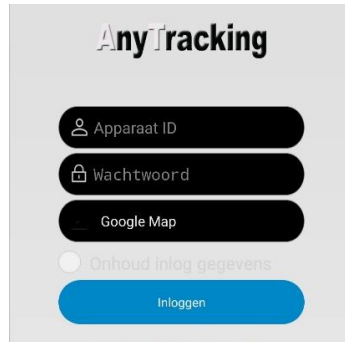 AnyTracking
Apparaat ID
Wachtwoord
Google Map
Onhoud inlog gegevens
Inloggen